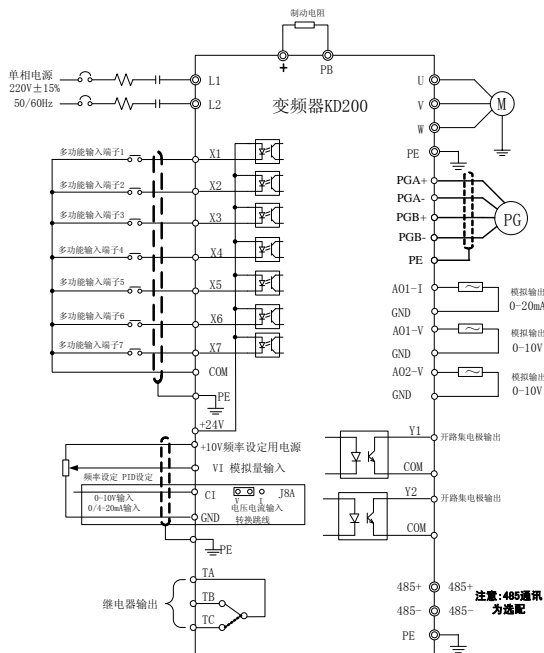 制动电阻
+
PB
单相电源
220V±15%
50/60Hz
L1
L2
变频器KD200
U
V
W
M
PE
多功能输入端子1
X1
多功能输入端子2
X2
多功能输入端子3
X3
多功能输入端子4
X4
多功能输入端子5
X5
多功能输入端子6
X6
多功能输入端子7
X7
COM
PE
+24V
PGA+
PGA-
PGB+
PGB-
PG
PE
AO1-I
模拟输出
0-20mA
GND
AO1-V
模拟输出
0-10V
GND
AO2-V
模拟输出
0-10V
GND
+10V频率设定用电源
VI 模拟量输入
频率设定 PID设定
0-10V输入
0/4-20mA输入
CI
V
I
J8A
电压电流输入
转换跳线
GND
PE
Y1
开路集电极输出
COM
Y2
开路集电极输出
COM
继电器输出
TA
TB
TC
485+
485+
485-
485-
注意:485通讯
为选配
PE